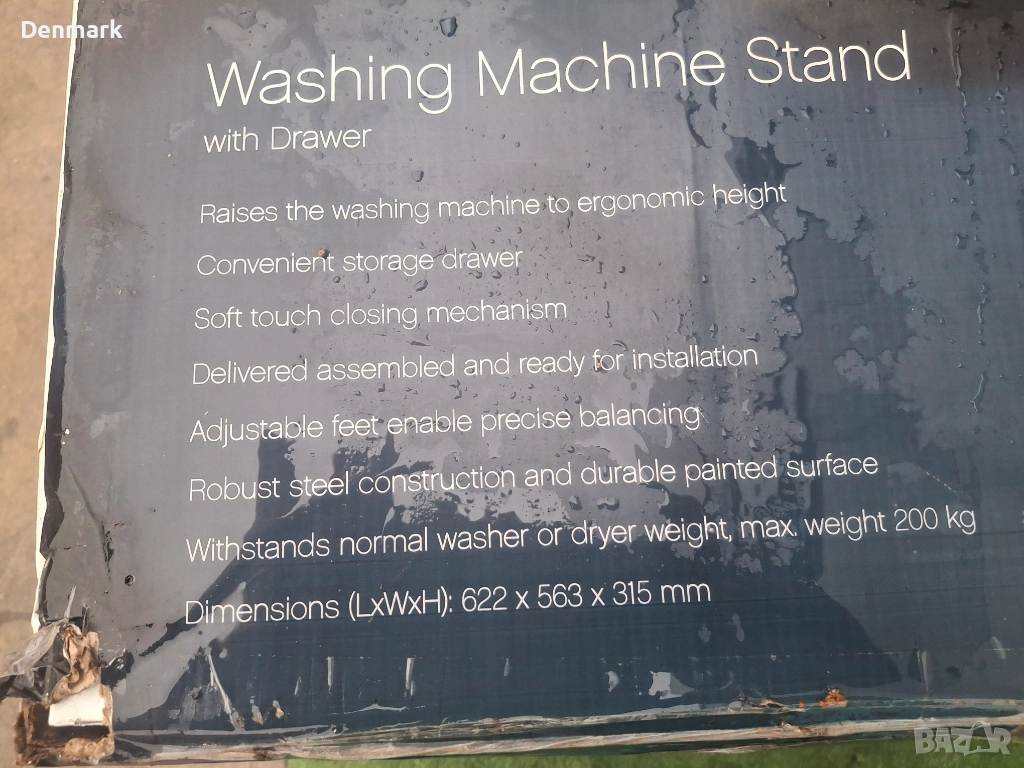 Denmark
Washing Machine Stand
with Drawer
Raises the washing machine to ergonomic height
Convenient storage drawer
Soft touch closing mechanism
Delivered assembled and ready for installation
Adjustable feet enable precise balancing
Robust steel construction and durable painted surface
Withstands normal washer or dryer weight, max. weight 200 kg
Dimensions (LxWxH): 622 x 563 x 315 mm
BAZAR